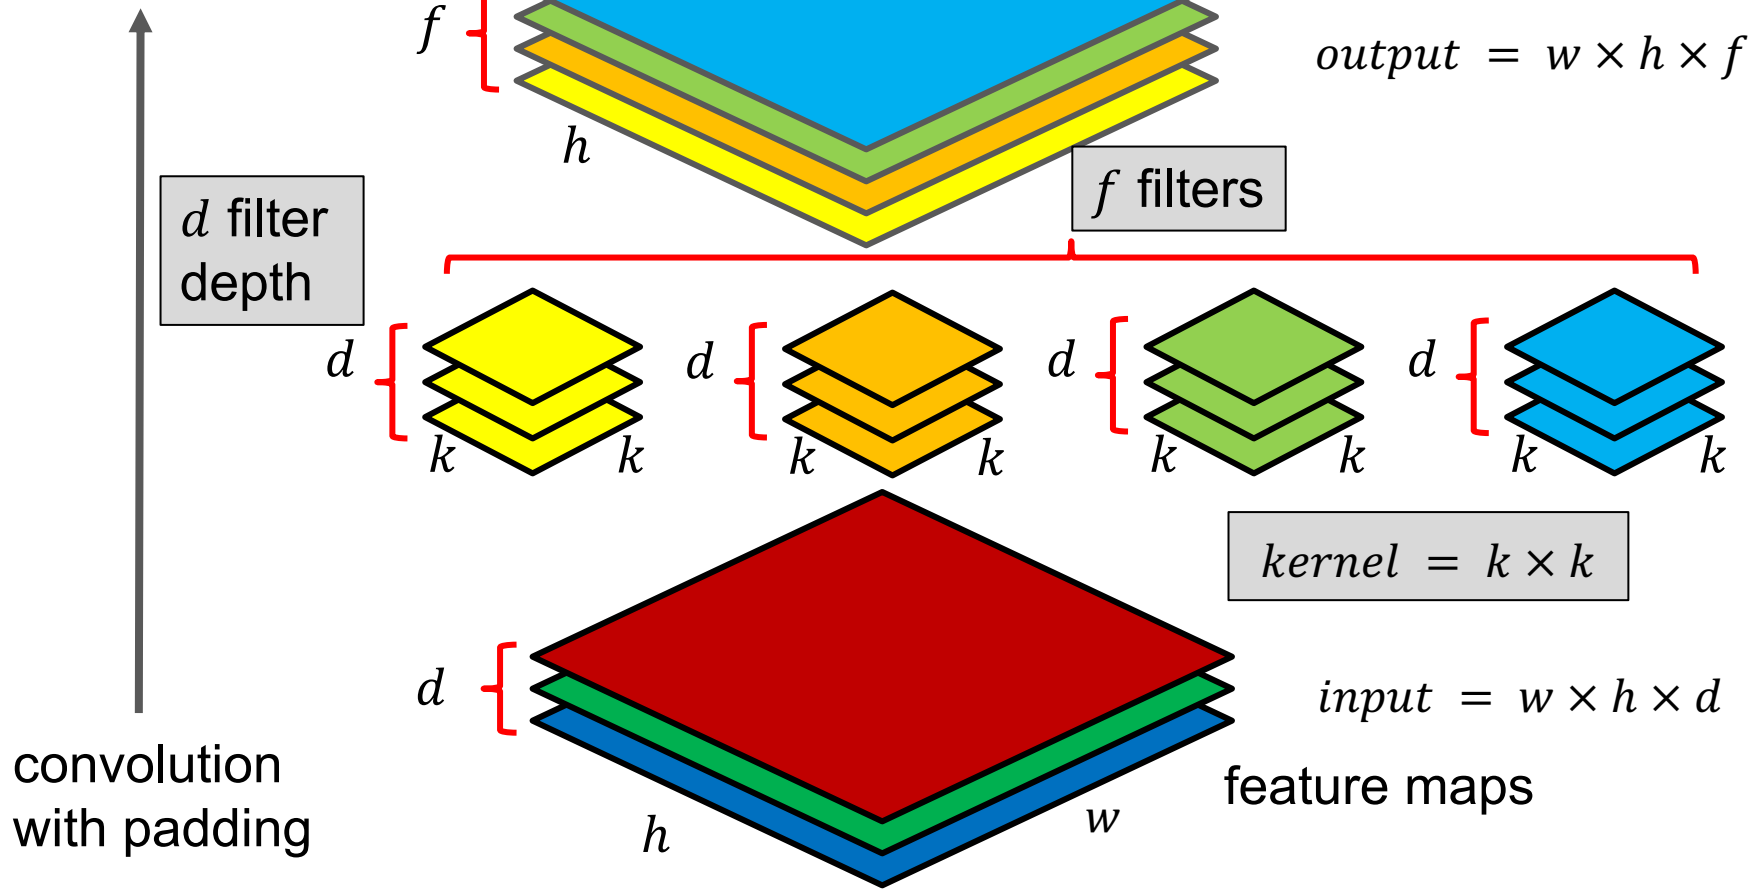 f
output = w × h × f
h
f filters
d filter
depth
d
d
d
d
k
k
k
k
k
k
k
k
kernel = k × k
d
input = w × h × d
convolution
with padding
feature maps
h
w